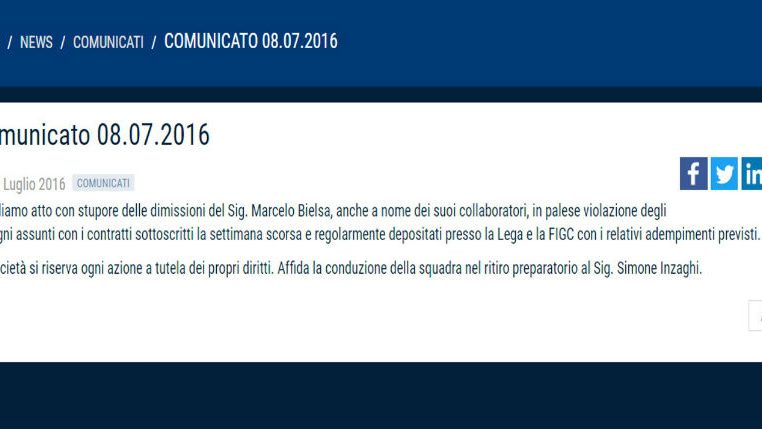 / NEWS / COMUNICATI / COMUNICATO 08.07.2016
municato 08.07.2016
Luglio 2016 COMUNICATI
f in
diamo atto con stupore delle dimissioni del Sig. Marcelo Bielsa, anche a nome dei suoi collaboratori, in palese violazione degli
gni assunti con i contratti sottoscritti la settimana scorsa e regolarmente depositati presso la Lega e la FIGC con i relativi adempimenti previsti.
cietà si riserva ogni azione a tutela dei propri diritti. Affida la conduzione della squadra nel ritiro preparatorio al Sig. Simone Inzaghi.